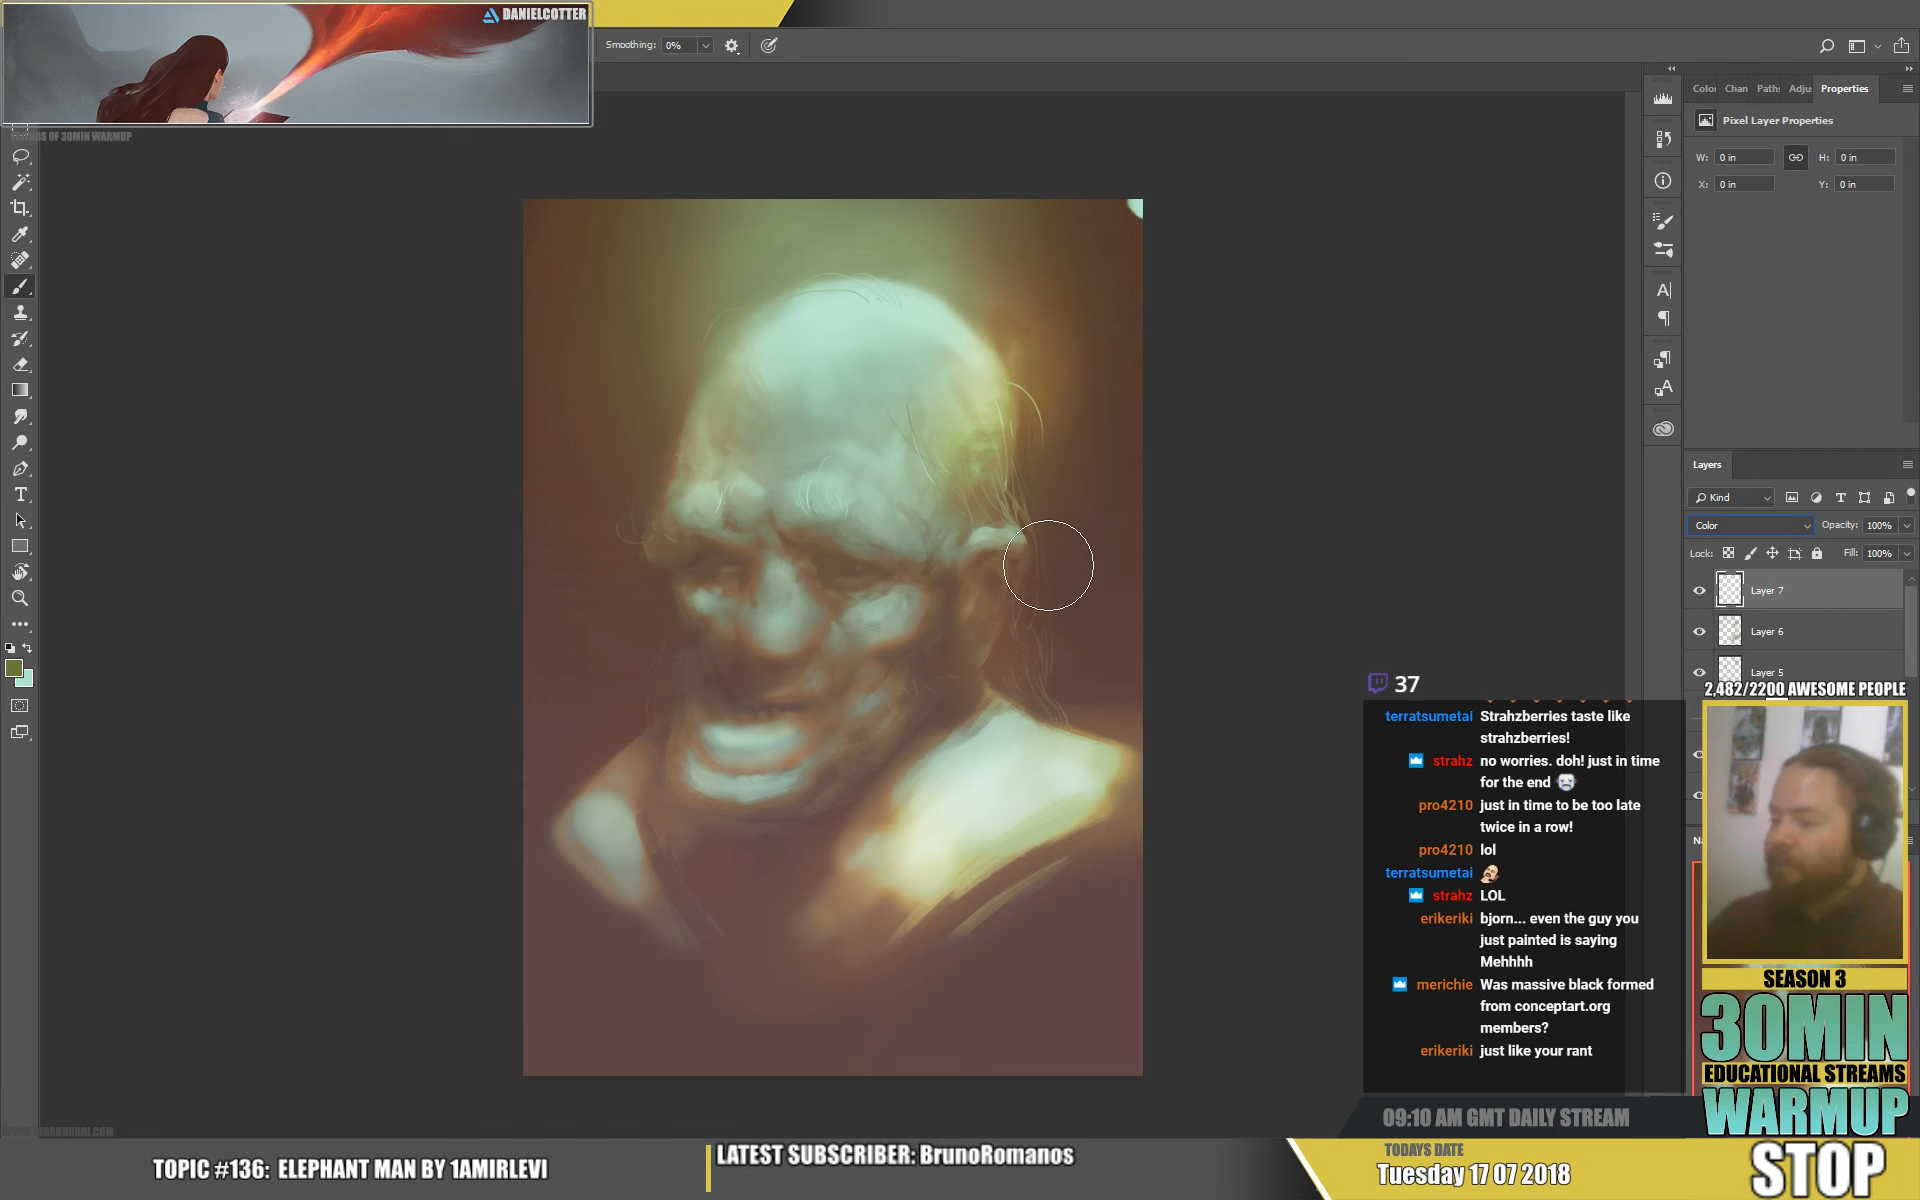 DANIELCOTTER
Smoothing: 0%
OF 30MIN WARMUP
Colo Chan Paths Adju Properties
Pixel Layer Properties
W: 0 in H: 0 in
X: 0 in Y: 0 in
Layers
Kind
Color Opacity: 100%
Lock: Fill: 100%
Layer 7
Layer 6
Layer 5
2,482/2200 AWESOME PEOPLE
37
terratsumetai Strahzberries taste like
strahzberries!
strahz no worries. doh! just in time
for the end
pro4210 just in time to be too late
twice in a row!
pro4210 lol
terratsumetai
strahz LOL
erikeriki bjorn... even the guy you
just painted is saying
Mehhhh
merichie Was massive black formed
from conceptart.org
members?
erikeriki just like your rant
SEASON 3
30MIN
EDUCATIONAL STREAMS
WARMUP
STOP
09:10 AM GMT DAILY STREAM
TOPIC #136: ELEPHANT MAN BY 1AMIRLEVI
LATEST SUBSCRIBER: BrunoRomanos
TODAYS DATE
Tuesday 17 07 2018